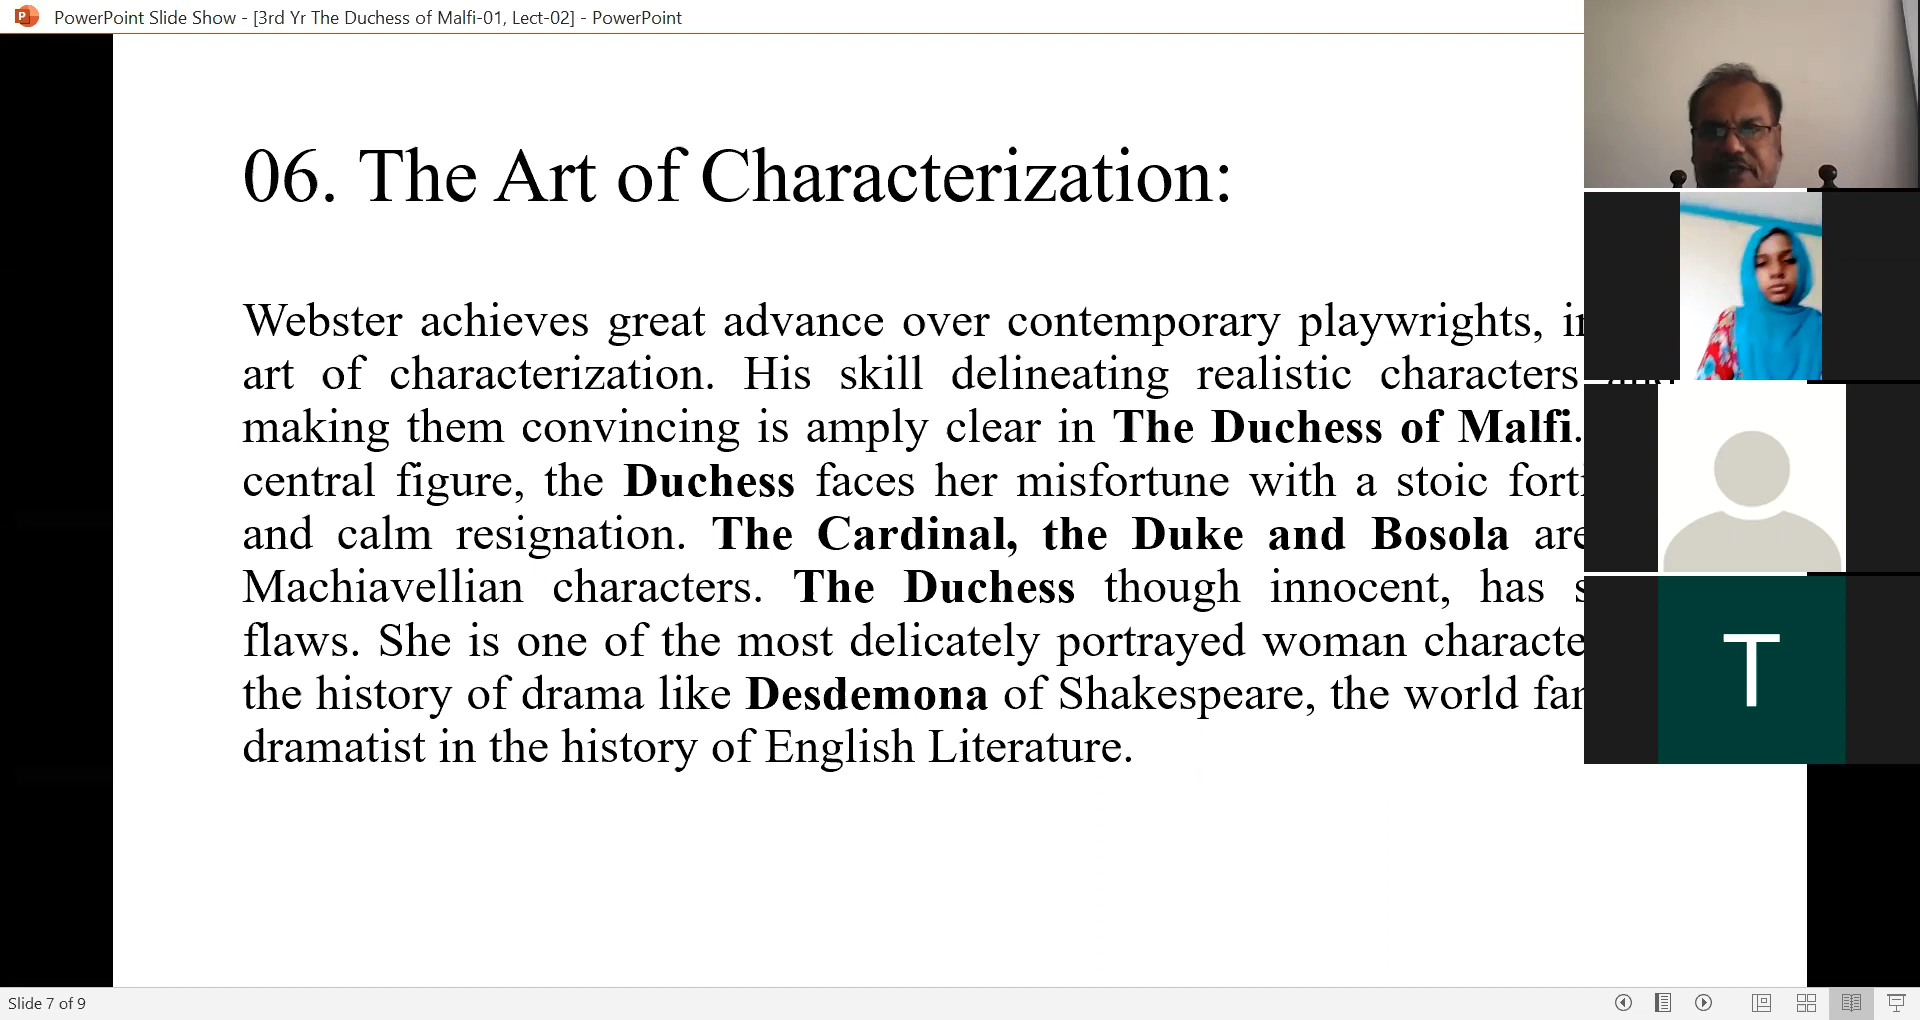 PowerPoint Slide Show - [3rd Yr The Duchess of Malfi-01, Lect-02] - PowerPoint
06. The Art of Characterization:
Webster achieves great advance over contemporary playwrights,
art of characterization. His skill delineating realistic characters
making them convincing is amply clear in The Duchess of Malfi.
central figure, the Duchess faces her misfortune with a stoic
and calm resignation. The Cardinal, the Duke and Bosola are
Machiavellian characters. The Duchess though innocent, has
flaws. She is one of the most delicately portrayed woman
the history of drama like Desdemona of Shakespeare, the world
dramatist in the history of English Literature.
T
Slide 7 of 9